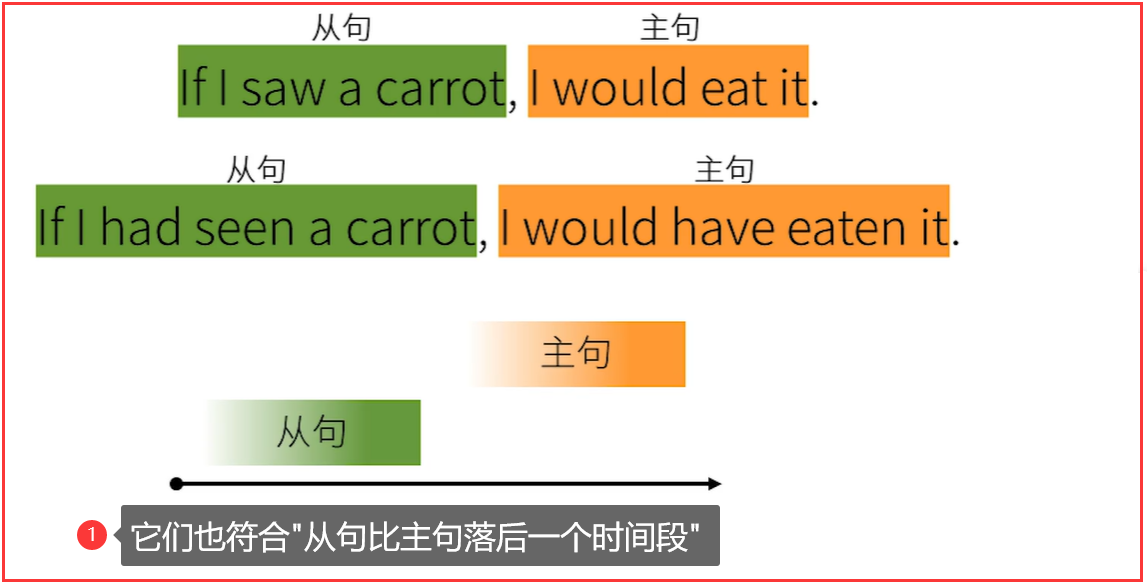 从句 主句
If I saw a carrot, I would eat it.
从句 主句
If I had seen a carrot, I would have eaten it.
主句
从句
1 它们也符合"从句比主句落后一个时间段"